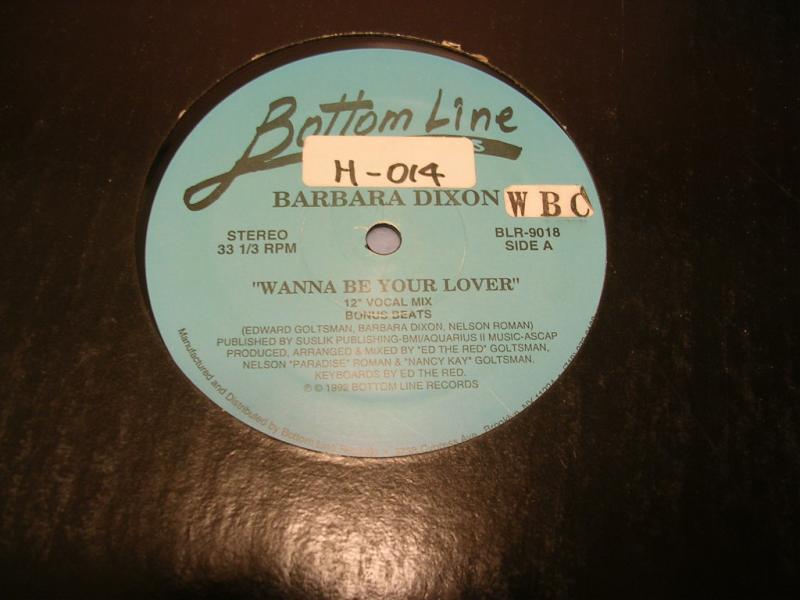 Bottom Line
H-014
BARBARA DIXON
W B C
STEREO
33 1/3 RPM
BLR-9018
SIDE A
"WANNA BE YOUR LOVER"
12" VOCAL MIX
BONUS BEATS
(EDWARD GOLTSMAN, BARBARA DIXON, NELSON ROMAN)
PUBLISHED BY SUSLIK PUBLISHING-BMI/AQUARIUS II MUSIC-ASCAP
PRODUCED, ARRANGED & MIXED BY "ED THE RED" GOLTSMAN,
NELSON "PARADISE" ROMAN & "NANCY KAY" GOLTSMAN.
KEYBOARDS BY ED THE RED.
℗ © 1992 BOTTOM LINE RECORDS
Manufactured and Distributed by Bottom Line